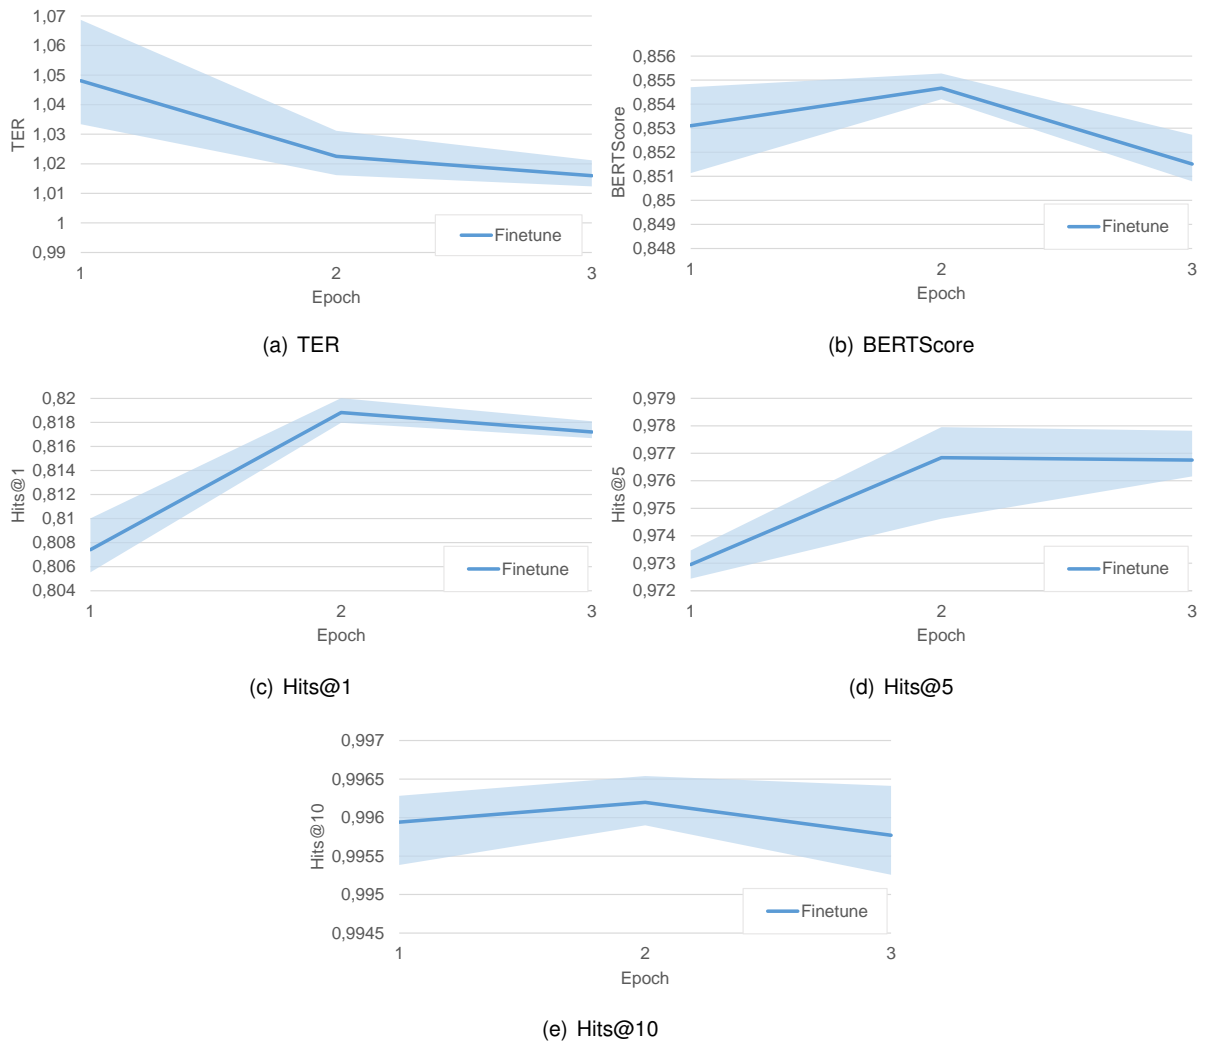 1,07
1,06
1,05
1,04
1,03
1,02
1,01
1
0,99
TER
1 2 3
Epoch
Finetune
(a) TER
0,856
0,855
0,854
0,853
0,852
0,851
0,85
0,849
0,848
BERTScore
1 2 3
Epoch
Finetune
(b) BERTScore
0,82
0,818
0,816
0,814
0,812
0,81
0,808
0,806
0,804
Hits@1
1 2 3
Epoch
Finetune
(c) Hits@1
0,979
0,978
0,977
0,976
0,975
0,974
0,973
0,972
Hits@5
1 2 3
Epoch
Finetune
(d) Hits@5
0,997
0,9965
0,996
0,9955
0,995
0,9945
Hits@10
1 2 3
Epoch
Finetune
(e) Hits@10